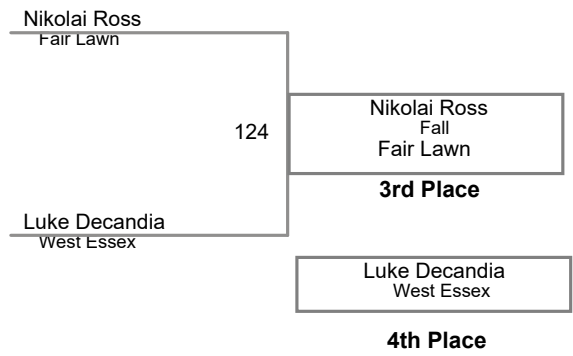 Nikolai Ross
Fair Lawn
124
Nikolai Ross
Fall
Fair Lawn
3rd Place
Luke Decandia
West Essex
Luke Decandia
West Essex
4th Place